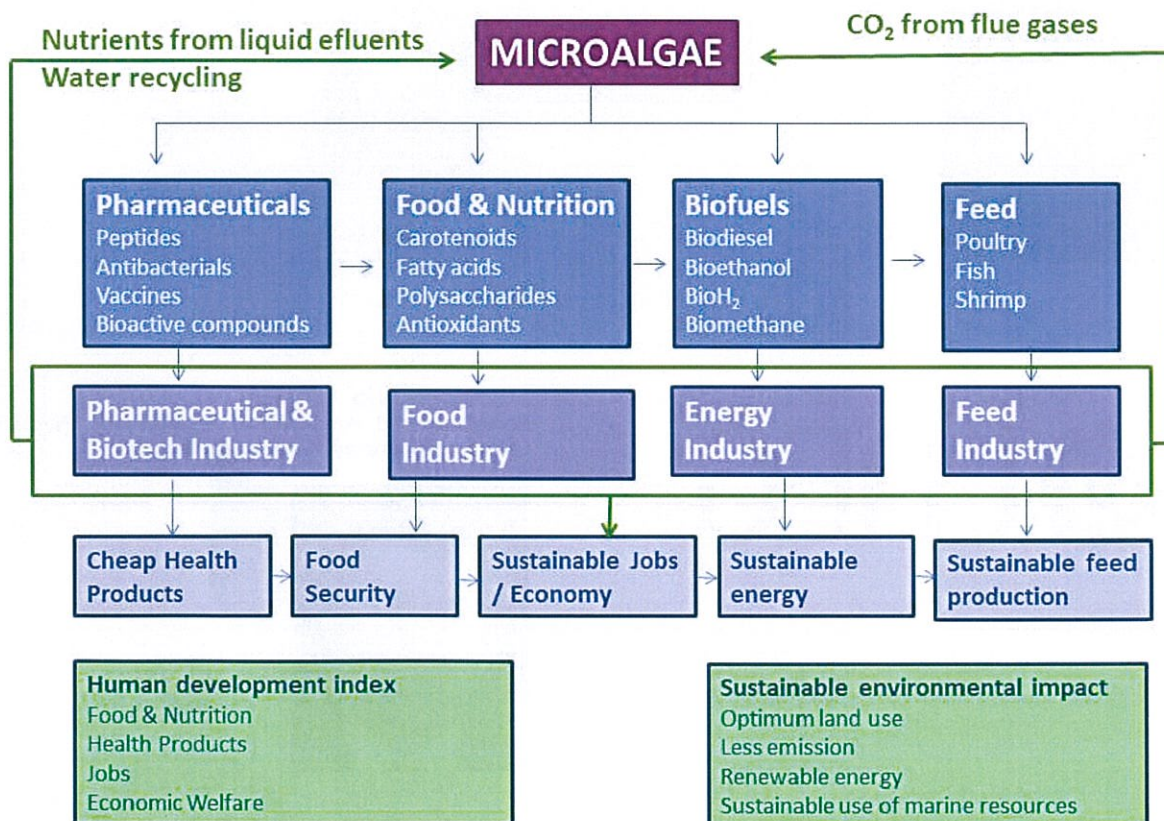 Nutrients from liquid efluents
Water recycling
MICROALGAE
CO₂ from flue gases
Pharmaceuticals
Peptides
Antibacterials
Vaccines
Bioactive compounds
Food & Nutrition
Carotenoids
Fatty acids
Polysaccharides
Antioxidants
Biofuels
Biodiesel
Bioethanol
BioH₂
Biomethane
Feed
Poultry
Fish
Shrimp
Pharmaceutical &
Biotech Industry
Food
Industry
Energy
Industry
Feed
Industry
Cheap Health
Products
Food
Security
Sustainable Jobs
/ Economy
Sustainable
energy
Sustainable feed
production
Human development index
Food & Nutrition
Health Products
Jobs
Economic Welfare
Sustainable environmental impact
Optimum land use
Less emission
Renewable energy
Sustainable use of marine resources